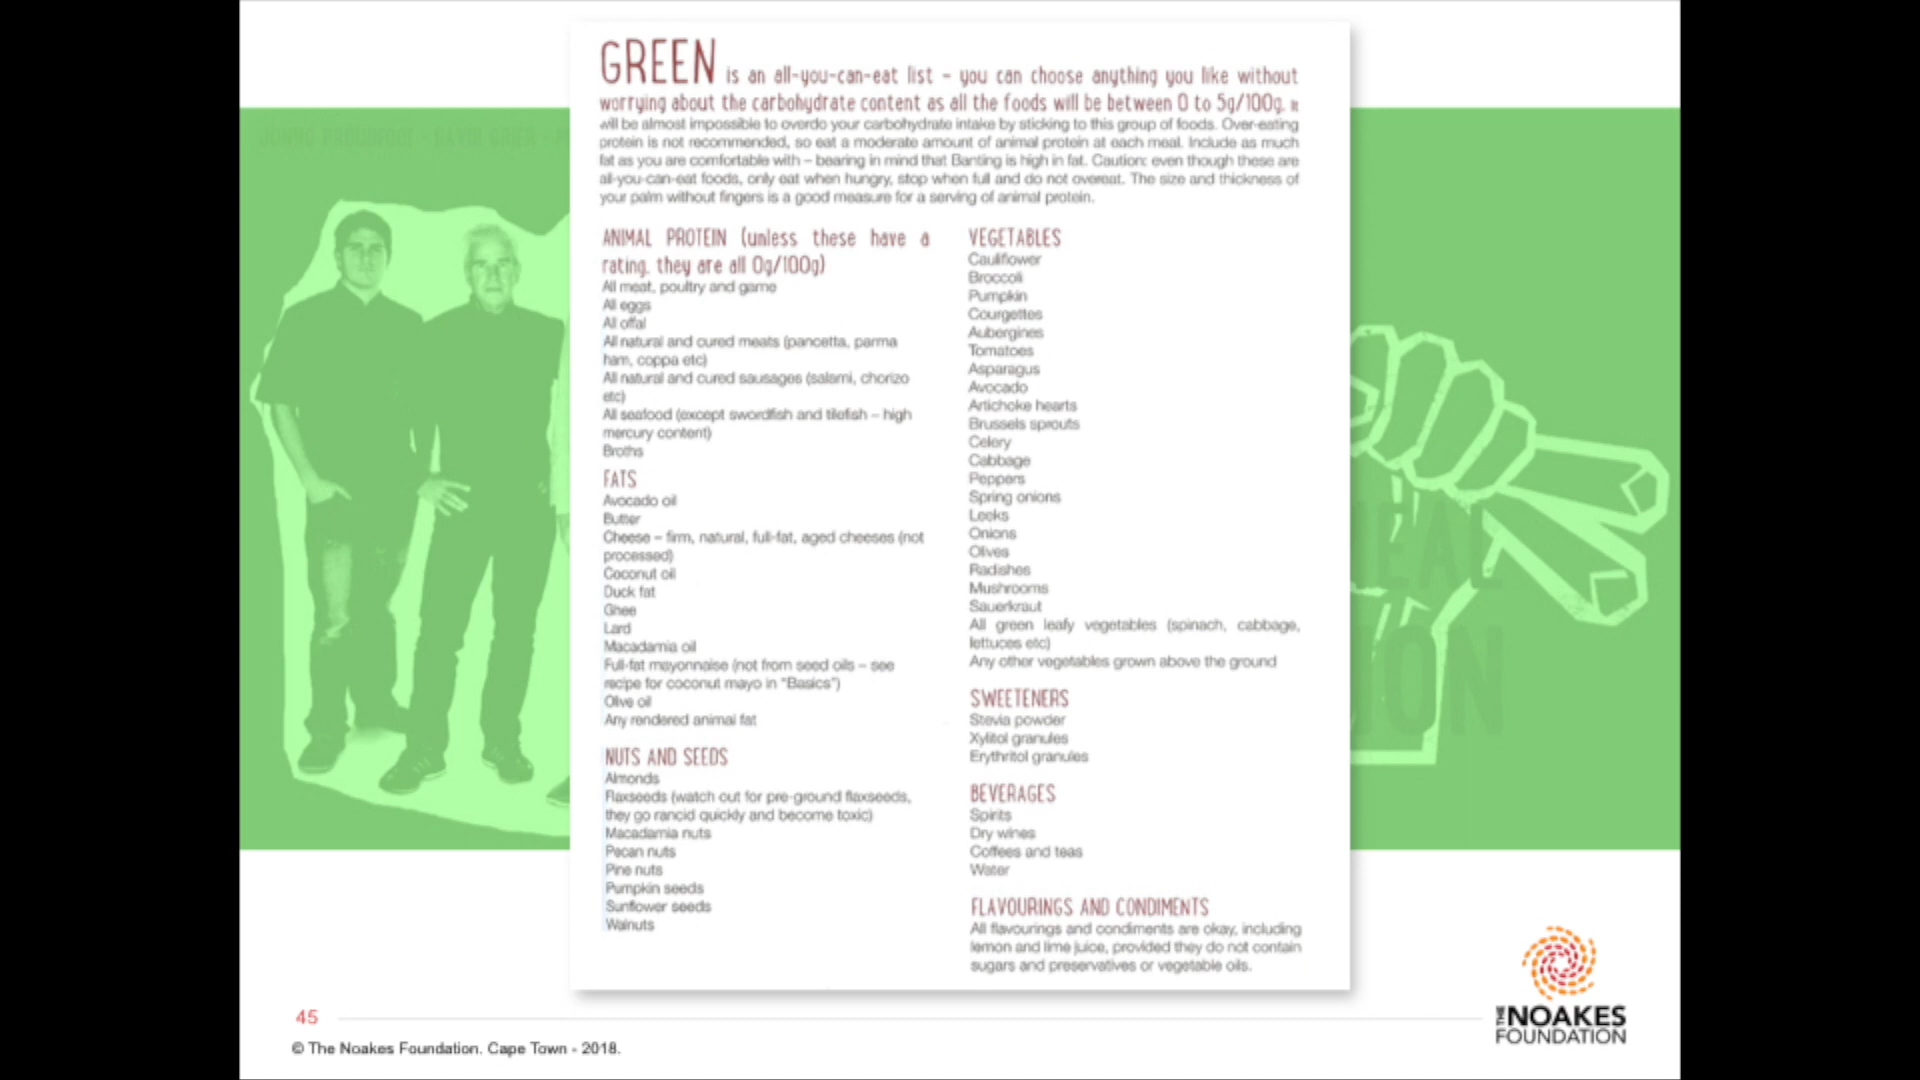 GREEN is an all-you-can-eat list - you can choose anything you like without
worrying about the carbohydrate content as all the foods will be between 0 to 5g/100g. It
will be almost impossible to overdo your carbohydrate intake by sticking to this group of foods. Over-eating
protein is not recommended, so eat a moderate amount of animal protein at each meal. Include as much
fat as you are comfortable with – bearing in mind that Banting is high in fat. Caution: even though these are
all-you-can-eat foods, only eat when hungry, stop when full and do not overeat. The size and thickness of
your palm without fingers is a good measure for a serving of animal protein.
ANIMAL PROTEIN (unless these have a
rating, they are all 0g/100g)
All meat, poultry and game
All eggs
All offal
All natural and cured meats (pancetta, parma
ham, coppa etc)
All natural and cured sausages (salami, chorizo
etc)
All seafood (except swordfish and tilefish – high
mercury content)
Broths
FATS
Avocado oil
Butter
Cheese – firm, natural, full-fat, aged cheeses (not
processed)
Coconut oil
Duck fat
Ghee
Lard
Macadamia oil
Full-fat mayonnaise (not from seed oils – see
recipe for coconut mayo in "Basics")
Olive oil
Any rendered animal fat
NUTS AND SEEDS
Almonds
Flaxseeds (watch out for pre-ground flaxseeds,
they go rancid quickly and become toxic)
Macadamia nuts
Pecan nuts
Pine nuts
Pumpkin seeds
Sunflower seeds
Walnuts
VEGETABLES
Cauliflower
Broccoli
Pumpkin
Courgettes
Aubergines
Tomatoes
Asparagus
Avocado
Artichoke hearts
Brussels sprouts
Celery
Cabbage
Peppers
Spring onions
Leeks
Onions
Olives
Radishes
Mushrooms
Sauerkraut
All green leafy vegetables (spinach, cabbage,
lettuces etc)
Any other vegetables grown above the ground
SWEETENERS
Stevia powder
Xylitol granules
Erythritol granules
BEVERAGES
Spirits
Dry wines
Coffees and teas
Water
FLAVOURINGS AND CONDIMENTS
All flavourings and condiments are okay, including
lemon and lime juice, provided they do not contain
sugars and preservatives or vegetable oils.
45
© The Noakes Foundation. Cape Town - 2018.
THE NOAKES
FOUNDATION